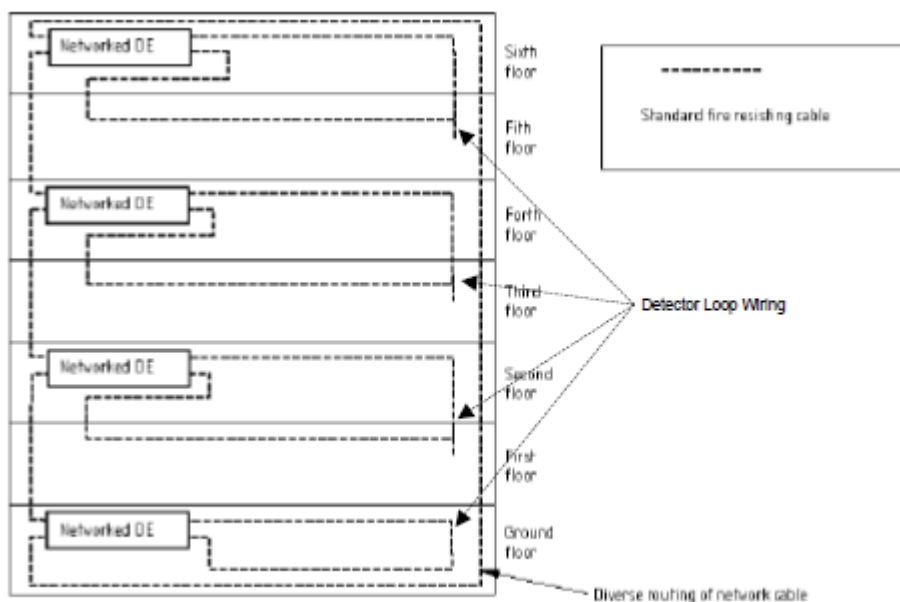 Networked DE
Sixth
floor
Fith
floor
Networked DE
Forth
floor
Third
floor
Networked DE
Second
floor
First
floor
Networked DE
Ground
floor
Standard fire resisting cable
Detector Loop Wiring
Diverse routing of network cable